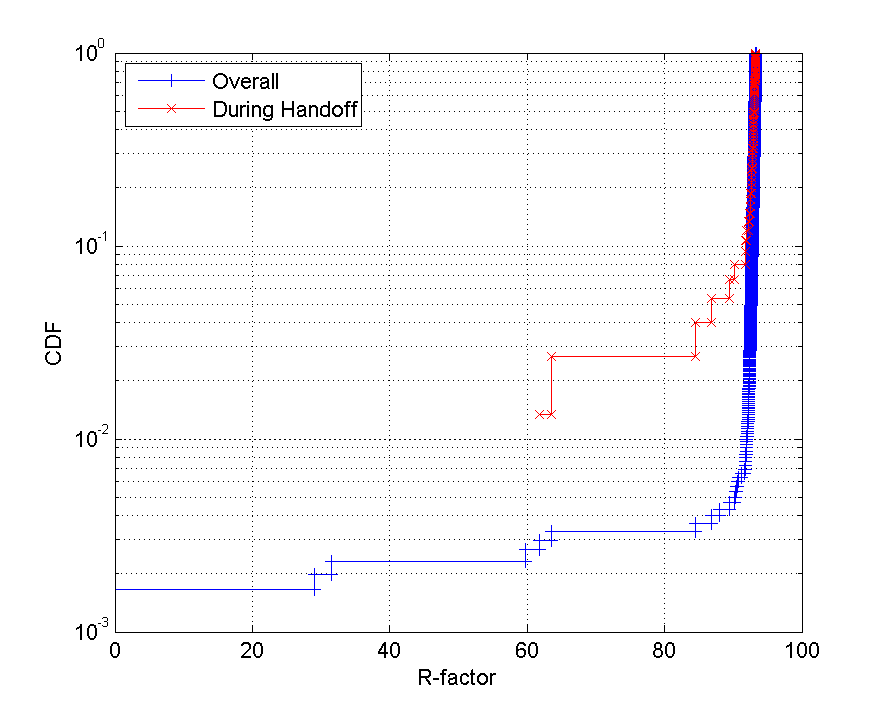 10^0
Overall
During Handoff
10^-1
CDF
10^-2
10^-3
0 20 40 60 80 100
R-factor